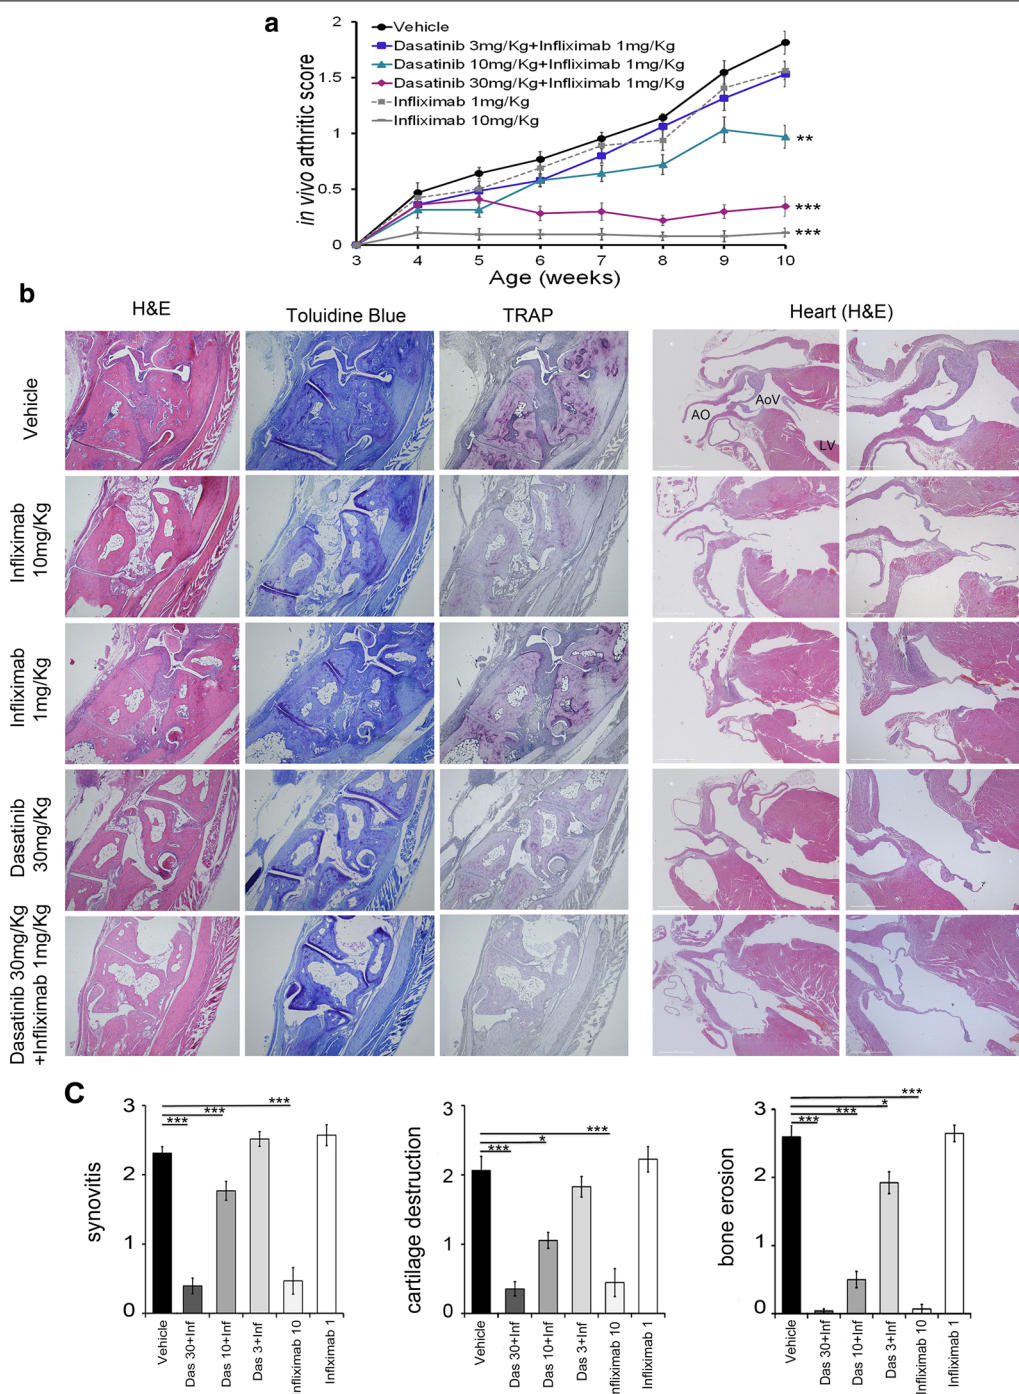 a
2
1.5
1
0.5
0
in vivo arthritic score
Vehicle
Dasatinib 3mg/Kg+Infliximab 1mg/Kg
Dasatinib 10mg/Kg+Infliximab 1mg/Kg
Dasatinib 30mg/Kg+Infliximab 1mg/Kg
Infliximab 1mg/Kg
Infliximab 10mg/Kg
**
***
***
3 4 5 6 7 8 9 10
Age (weeks)
b
H&E
Toluidine Blue
TRAP
Heart (H&E)
Vehicle
AO
AoV
LV
Infliximab
10mg/Kg
Infliximab
1mg/Kg
Dasatinib
30mg/Kg
Dasatinib 30mg/Kg
+Infliximab 1mg/Kg
C
synovitis
3
2
1
0
***
***
***
Vehicle
Das 30+Inf
Das 10+Inf
Das 3+Inf
Infliximab 10
Infliximab 1
cartilage destruction
3
2
1
0
***
*
***
Vehicle
Das 30+Inf
Das 10+Inf
Das 3+Inf
Infliximab 10
Infliximab 1
bone erosion
3
2
1
0
***
*
***
***
Vehicle
Das 30+Inf
Das 10+Inf
Das 3+Inf
Infliximab 10
Infliximab 1